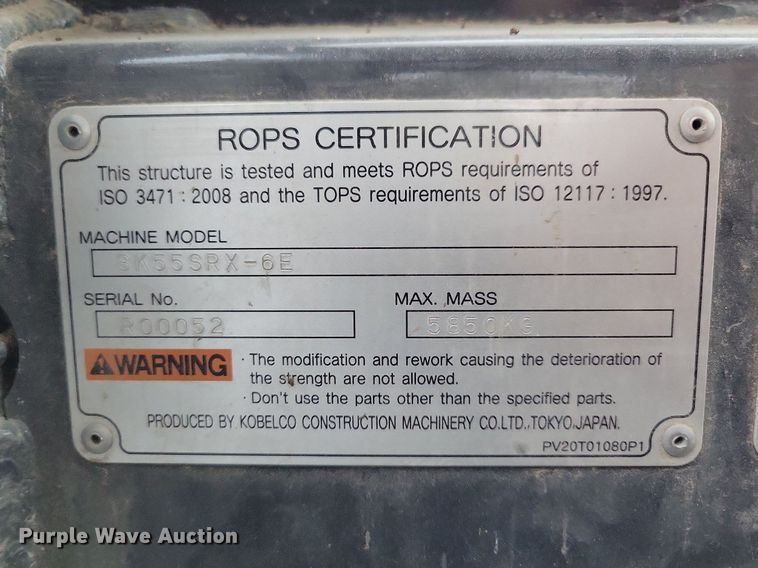 ROPS CERTIFICATION
This structure is tested and meets ROPS requirements of
ISO 3471 : 2008 and the TOPS requirements of ISO 12117 : 1997.
MACHINE MODEL
SK55SRX-6E
SERIAL No. MAX. MASS
R00052 5850KG
WARNING · The modification and rework causing the deterioration of
the strength are not allowed.
· Don't use the parts other than the specified parts.
PRODUCED BY KOBELCO CONSTRUCTION MACHINERY CO.LTD.,TOKYO,JAPAN.
PV20T01080P1
Purple Wave Auction